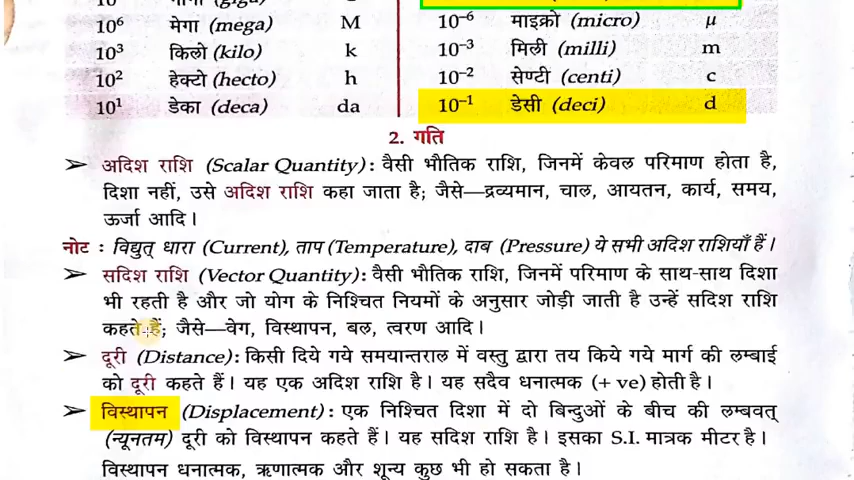 10⁶ मेगा (mega) M 10⁻⁶ माइक्रो (micro) μ
10³ किलो (kilo) k 10⁻³ मिली (milli) m
10² हेक्टो (hecto) h 10⁻² सेण्टी (centi) c
10¹ डेका (deca) da 10⁻¹ डेसी (deci) d
2. गति
➢ अदिश राशि (Scalar Quantity) : वैसी भौतिक राशि, जिनमें केवल परिमाण होता है,
दिशा नहीं, उसे अदिश राशि कहा जाता है; जैसे—द्रव्यमान, चाल, आयतन, कार्य, समय,
ऊर्जा आदि।
नोट : विद्युत् धारा (Current), ताप (Temperature), दाब (Pressure) ये सभी अदिश राशियाँ हैं।
➢ सदिश राशि (Vector Quantity) : वैसी भौतिक राशि, जिनमें परिमाण के साथ-साथ दिशा
भी रहती है और जो योग के निश्चित नियमों के अनुसार जोड़ी जाती है उन्हें सदिश राशि
कहते हैं; जैसे—वेग, विस्थापन, बल, त्वरण आदि।
➢ दूरी (Distance) : किसी दिये गये समयान्तराल में वस्तु द्वारा तय किये गये मार्ग की लम्बाई
को दूरी कहते हैं। यह एक अदिश राशि है। यह सदैव धनात्मक (+ ve) होती है।
➢ विस्थापन (Displacement) : एक निश्चित दिशा में दो बिन्दुओं के बीच की लम्बवत्
(न्यूनतम) दूरी को विस्थापन कहते हैं। यह सदिश राशि है। इसका S.I. मात्रक मीटर है।
विस्थापन धनात्मक, ऋणात्मक और शून्य कुछ भी हो सकता है।